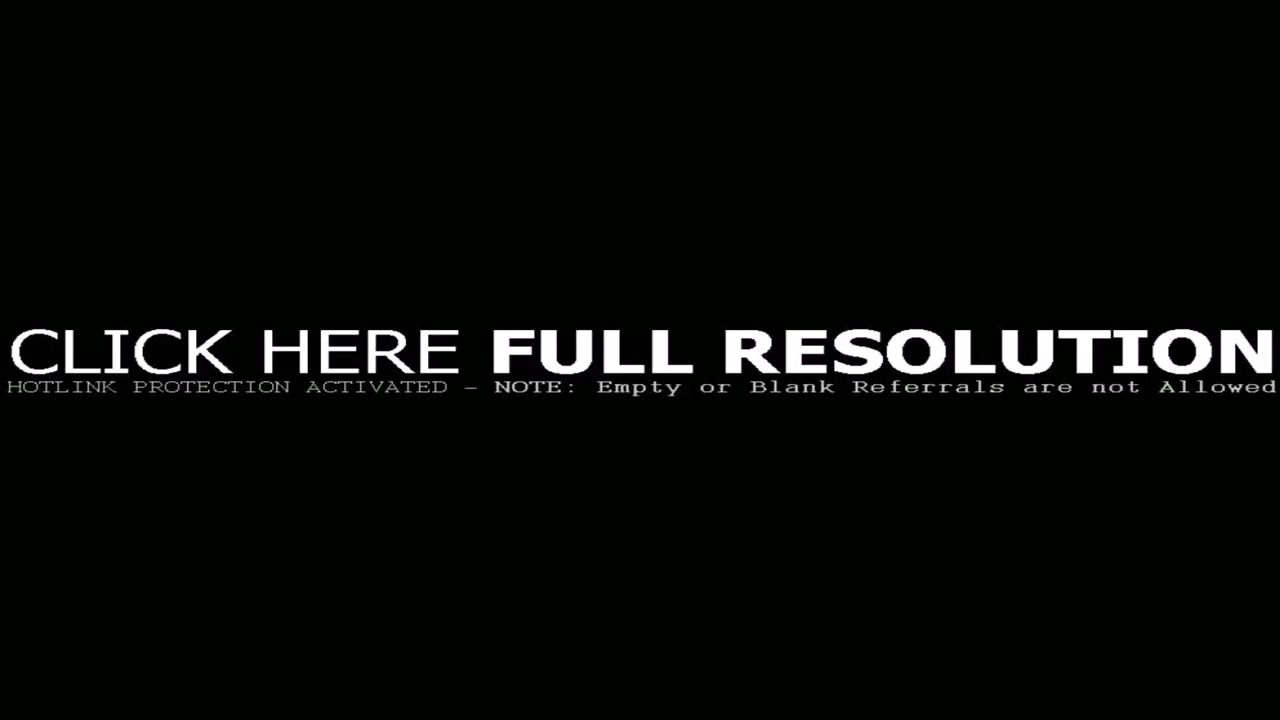 CLICK HERE FULL RESOLUTION
HOTLINK PROTECTION ACTIVATED - NOTE: Empty or Blank Referrals are not Allowed